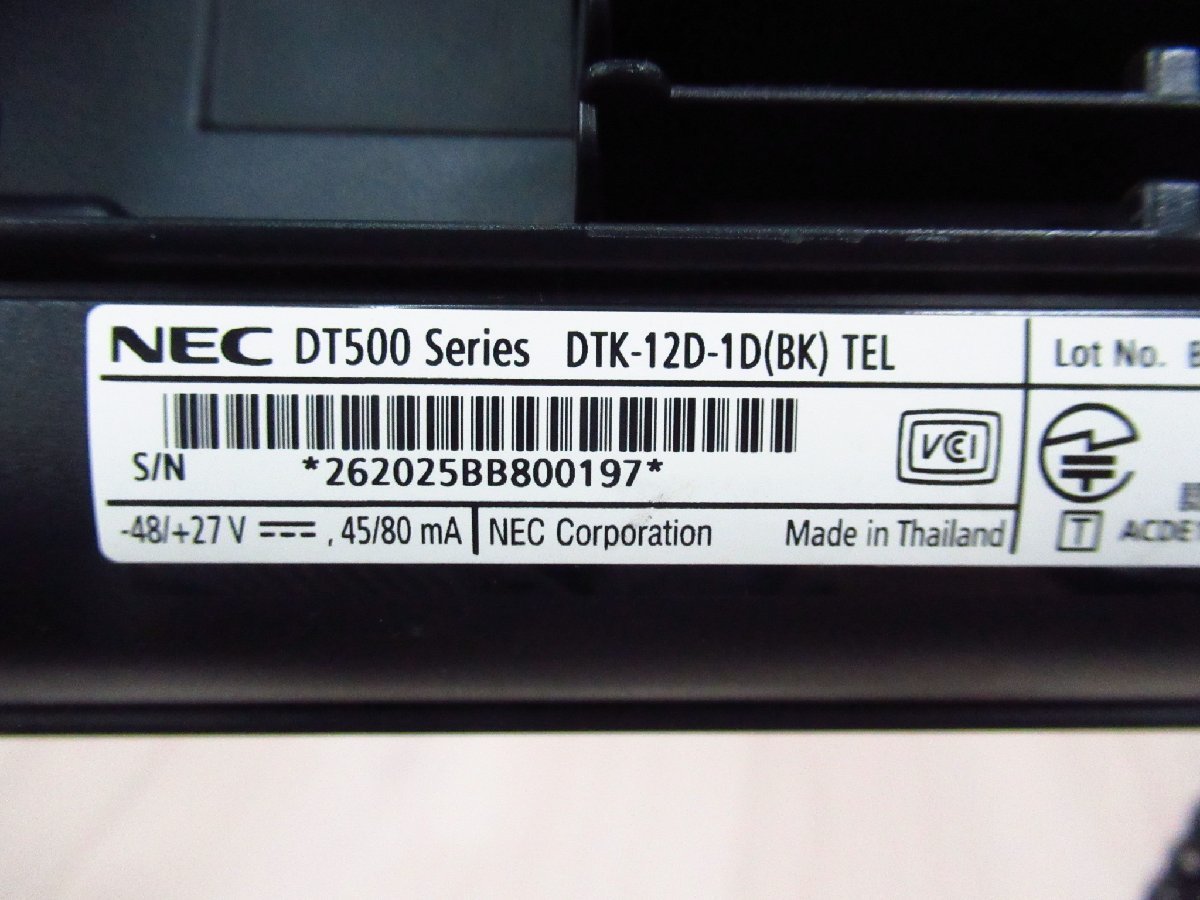 NEC DT500 Series DTK-12D-1D(BK) TEL
Lot No.
S/N *262025BB800197*
VCCI
-48/+27 V ⎓, 45/80 mA NEC Corporation Made in Thailand
T